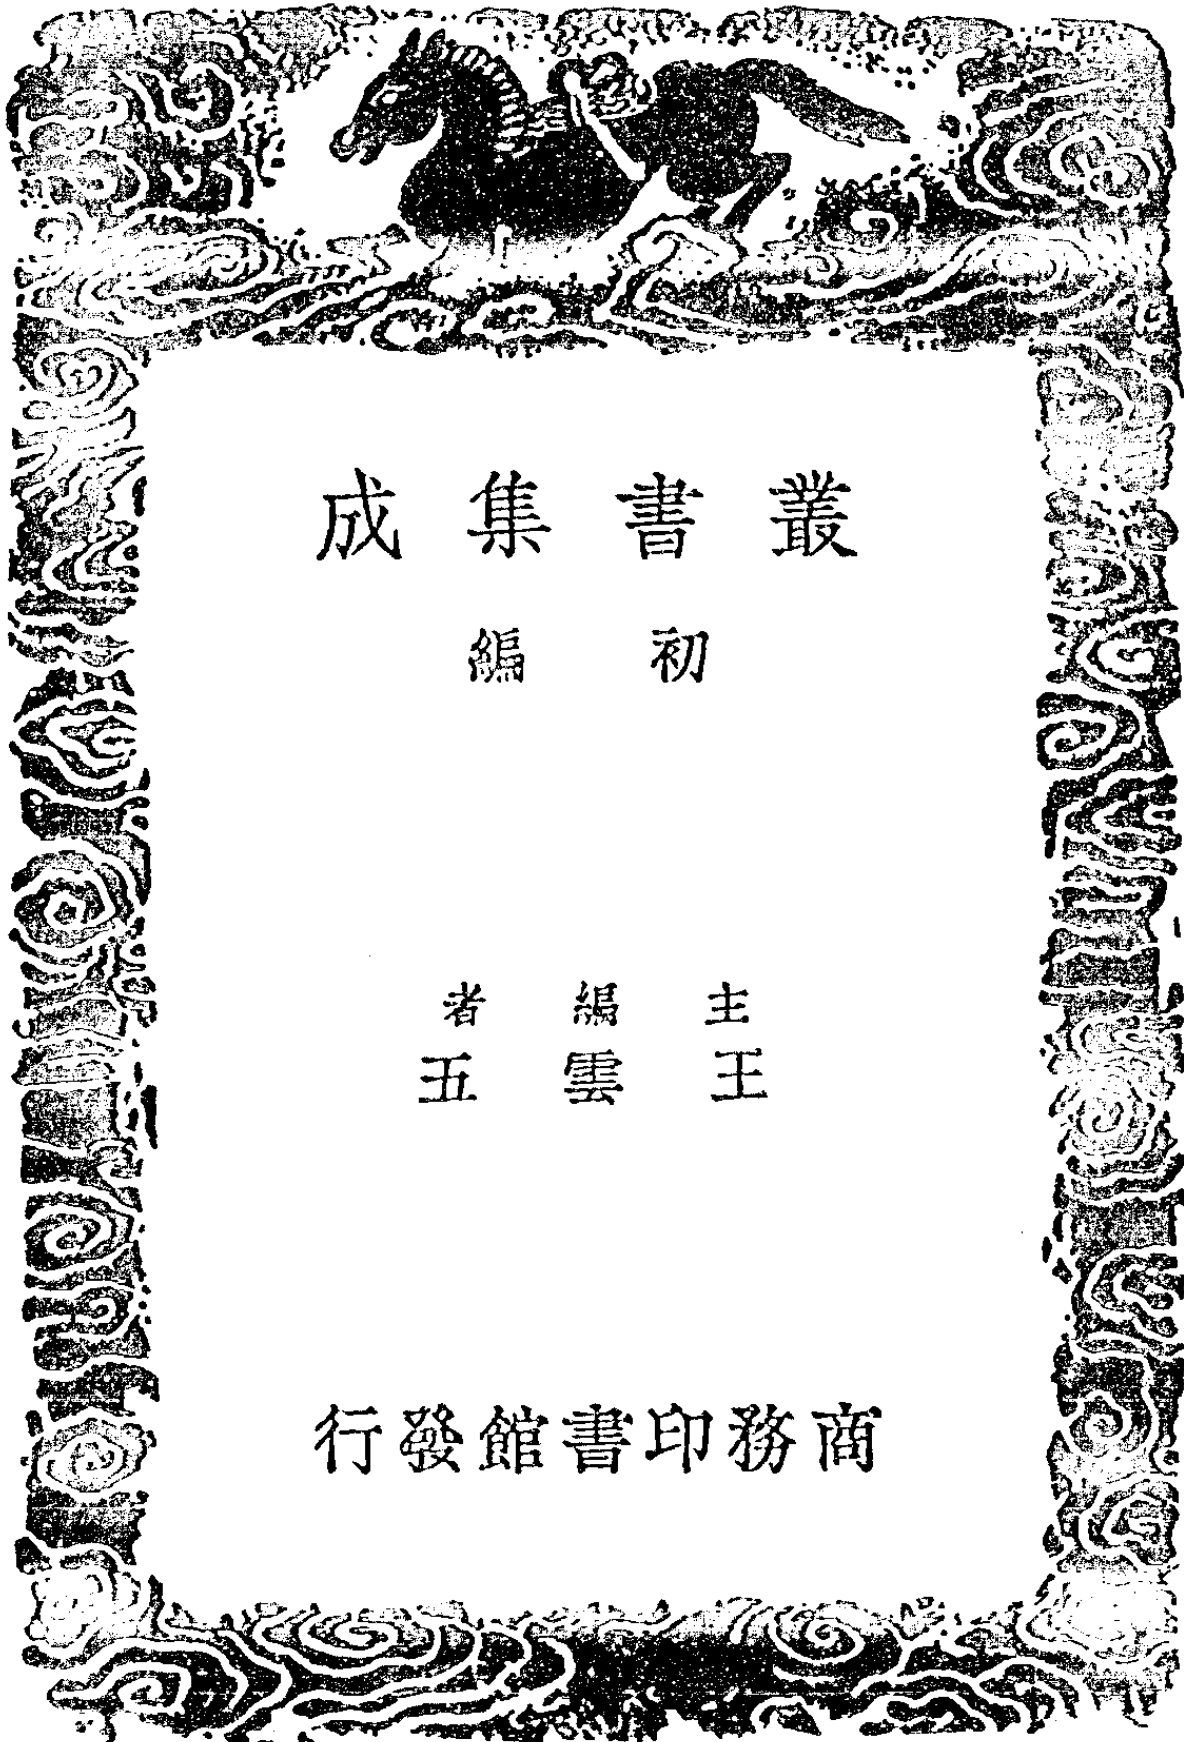 叢書集成
初編
主編者
王雲五
商務印書館發行